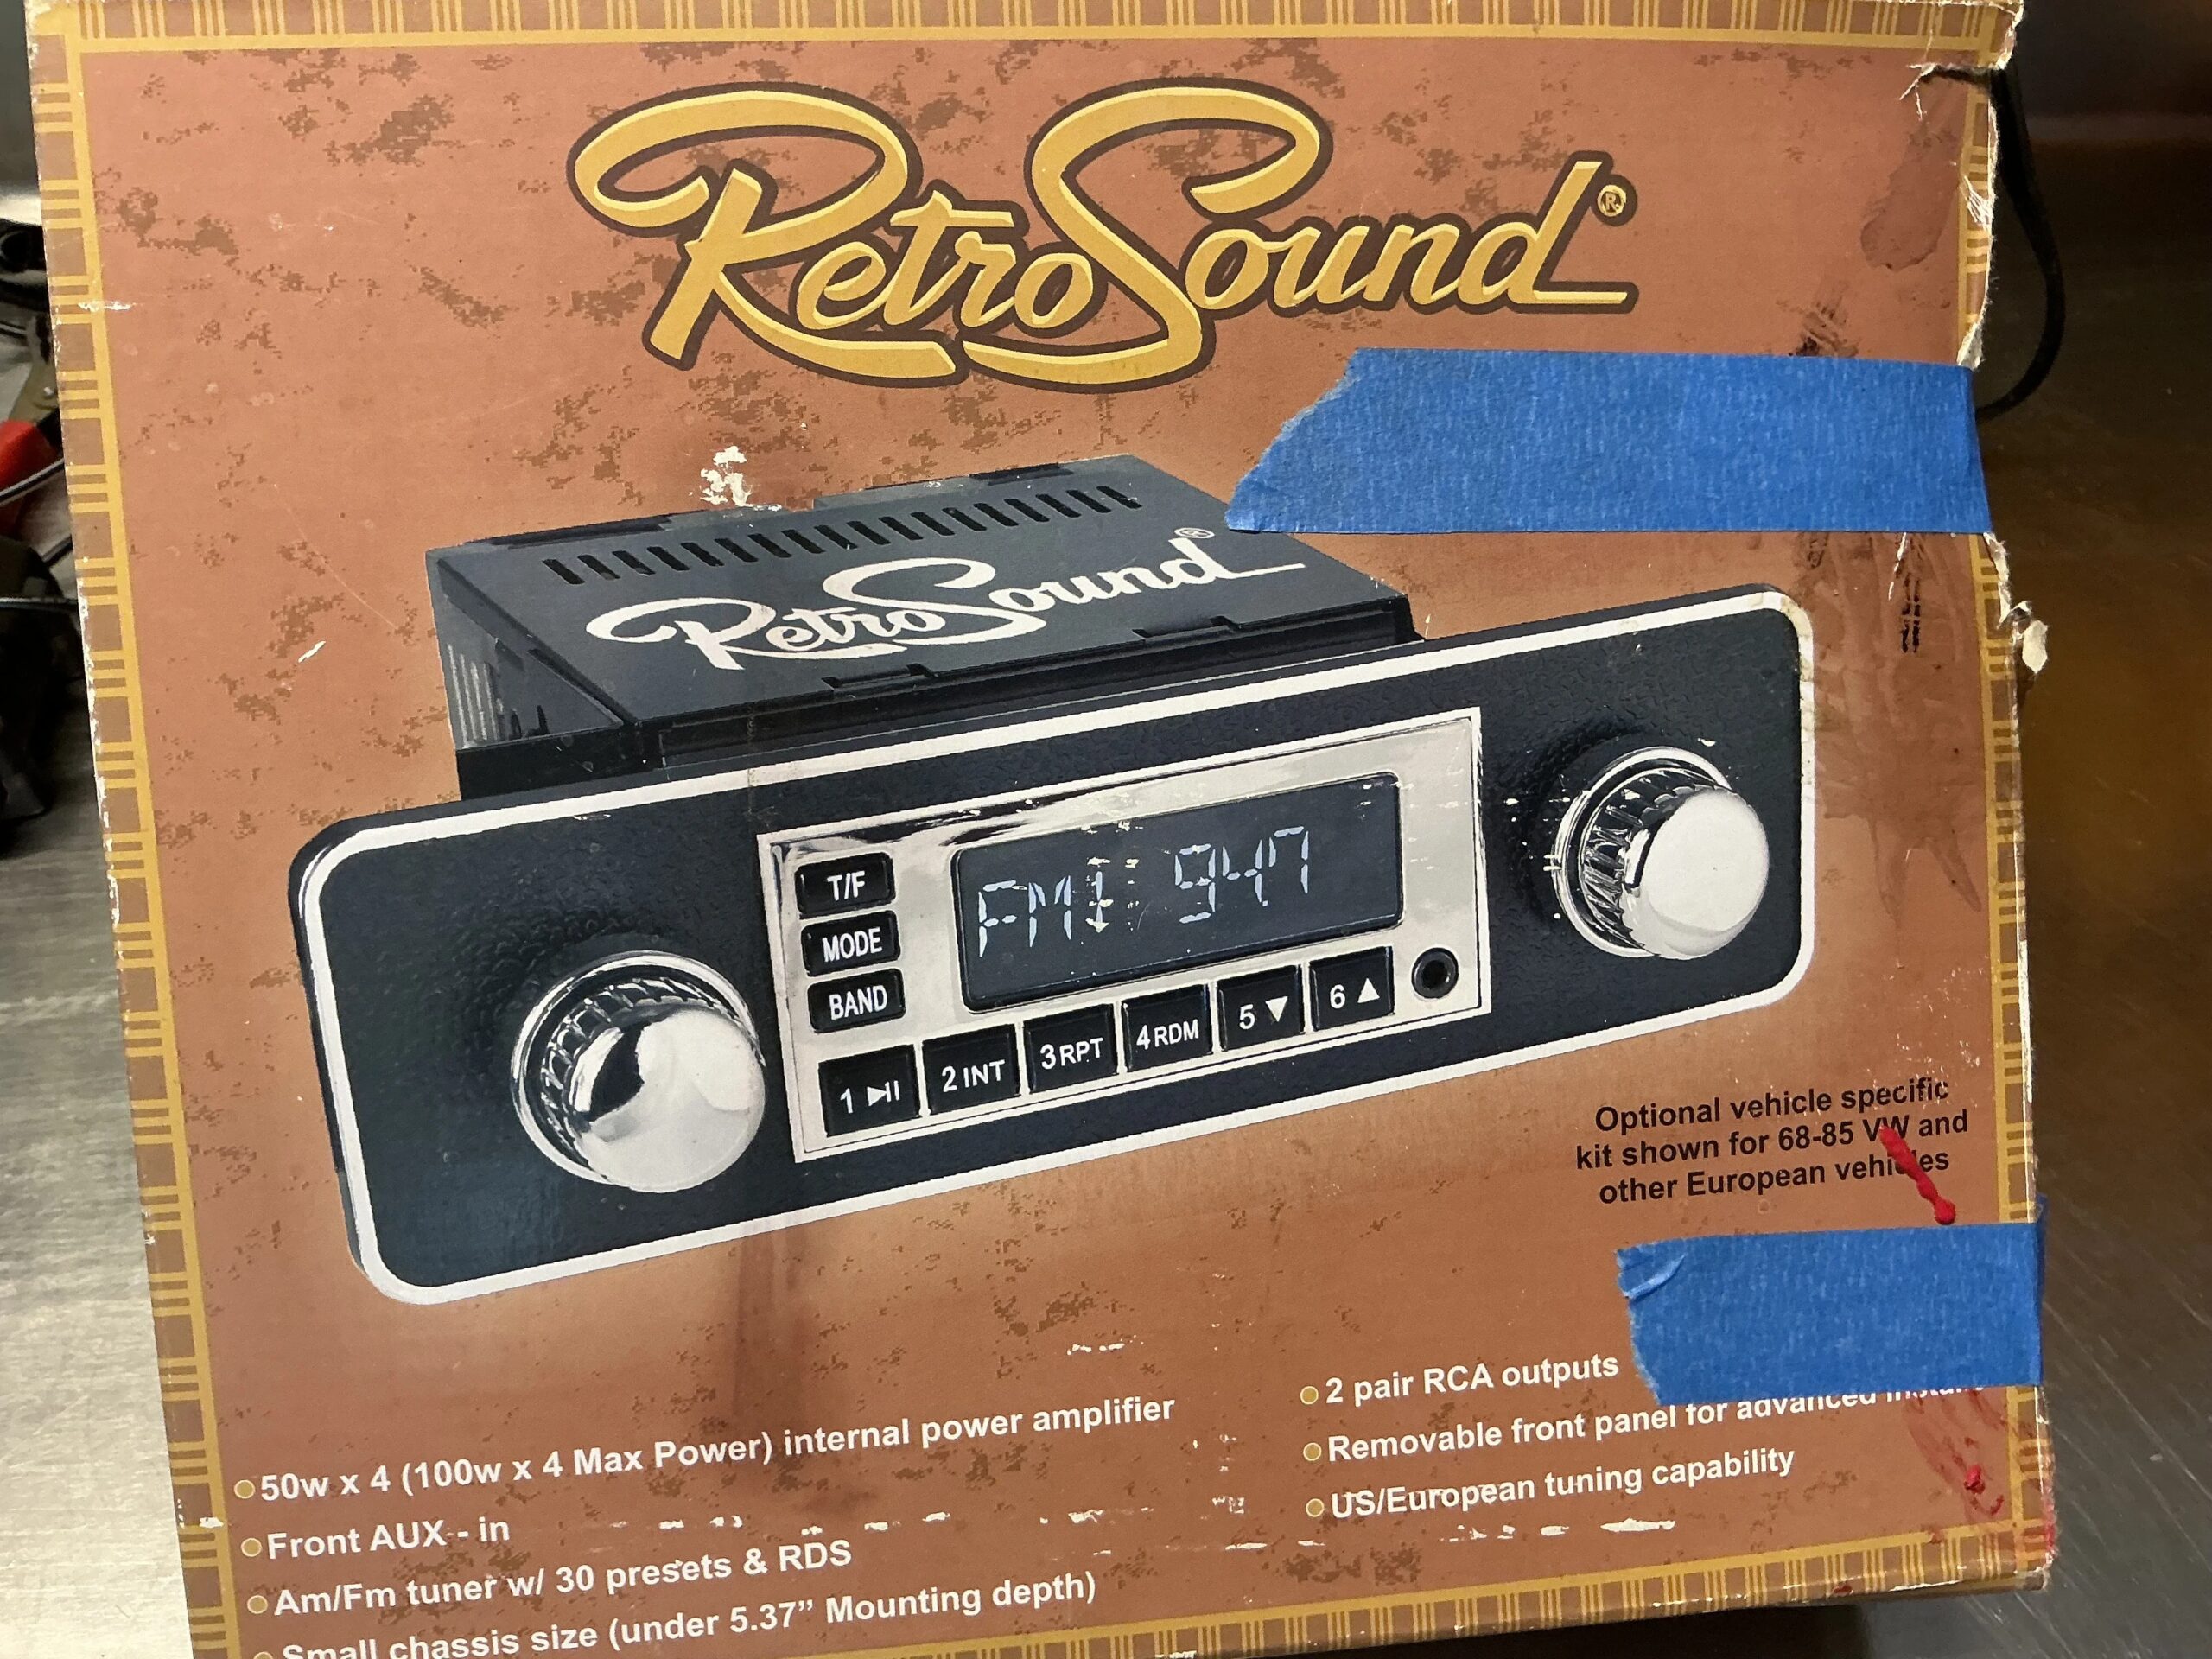 RetroSound®
RetroSound®
T/F
MODE
BAND
FM1 947
1 ▶II
2 INT
3 RPT
4 RDM
5 ▼
6 ▲
Optional vehicle specific
kit shown for 68-85 VW and
other European vehicles
50w x 4 (100w x 4 Max Power) internal power amplifier
Front AUX - in
Am/Fm tuner w/ 30 presets & RDS
Small chassis size (under 5.37” Mounting depth)
2 pair RCA outputs
Removable front panel for advanced
US/European tuning capability